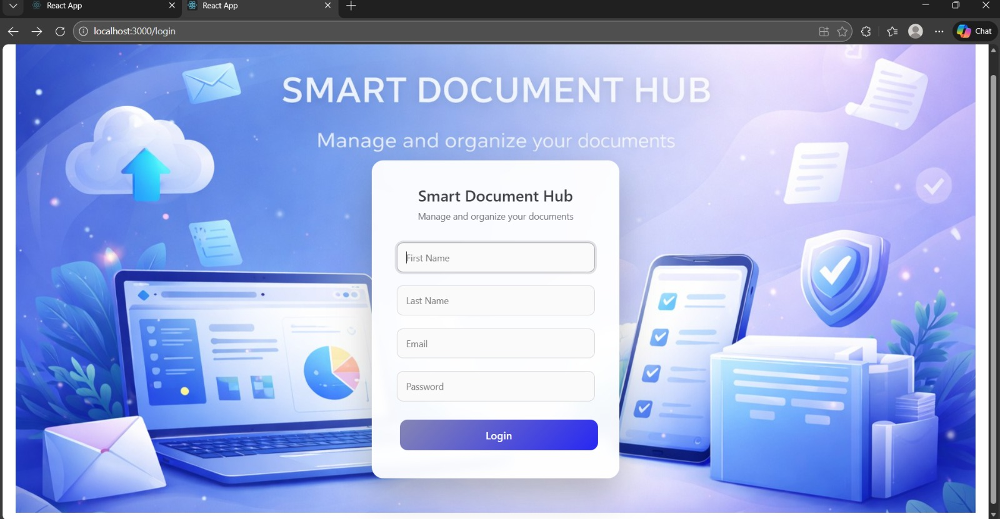 React App
React App
localhost:3000/login
Chat
SMART DOCUMENT HUB
Manage and organize your documents
Smart Document Hub
Manage and organize your documents
First Name
Last Name
Email
Password
Login